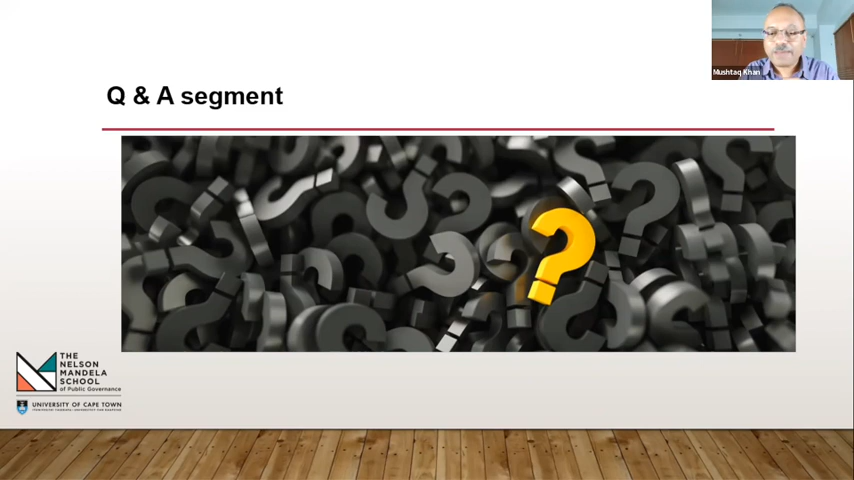 Mushtaq Khan
Q & A segment
THE
NELSON
MANDELA
SCHOOL
of Public Governance
UNIVERSITY OF CAPE TOWN